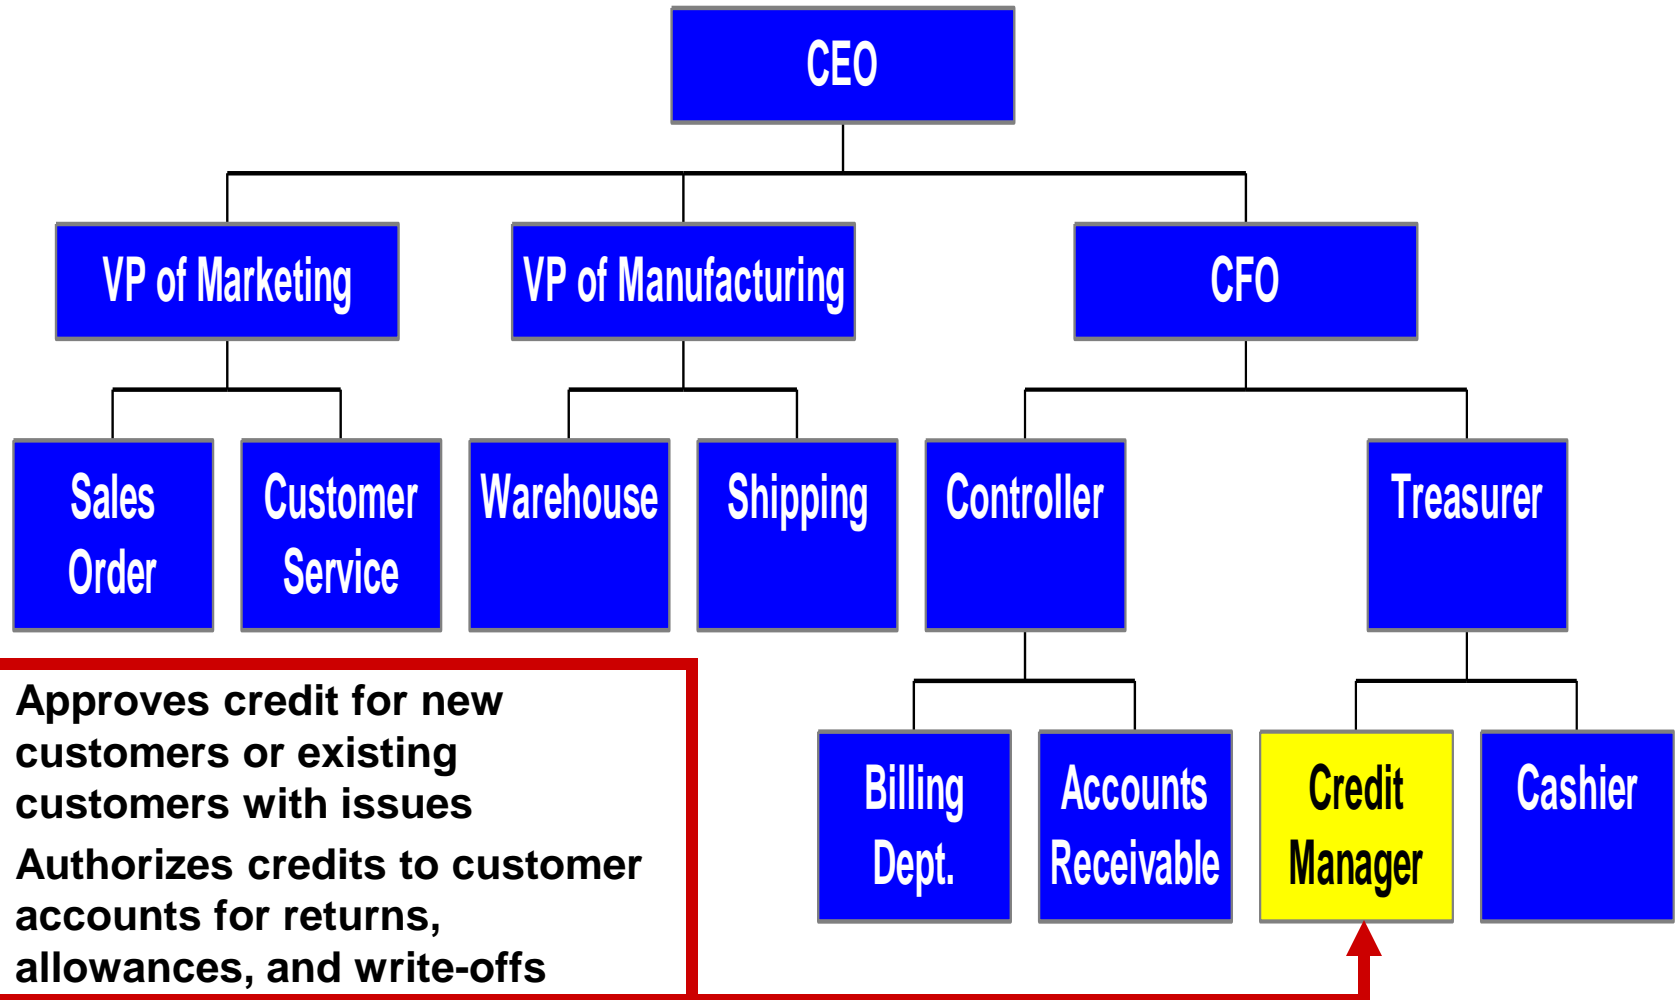 CEO
VP of Marketing
VP of Manufacturing
CFO
Sales
Order
Customer
Service
Warehouse
Shipping
Controller
Treasurer
Billing
Dept.
Accounts
Receivable
Credit
Manager
Cashier
Approves credit for new
customers or existing
customers with issues
Authorizes credits to customer
accounts for returns,
allowances, and write-offs